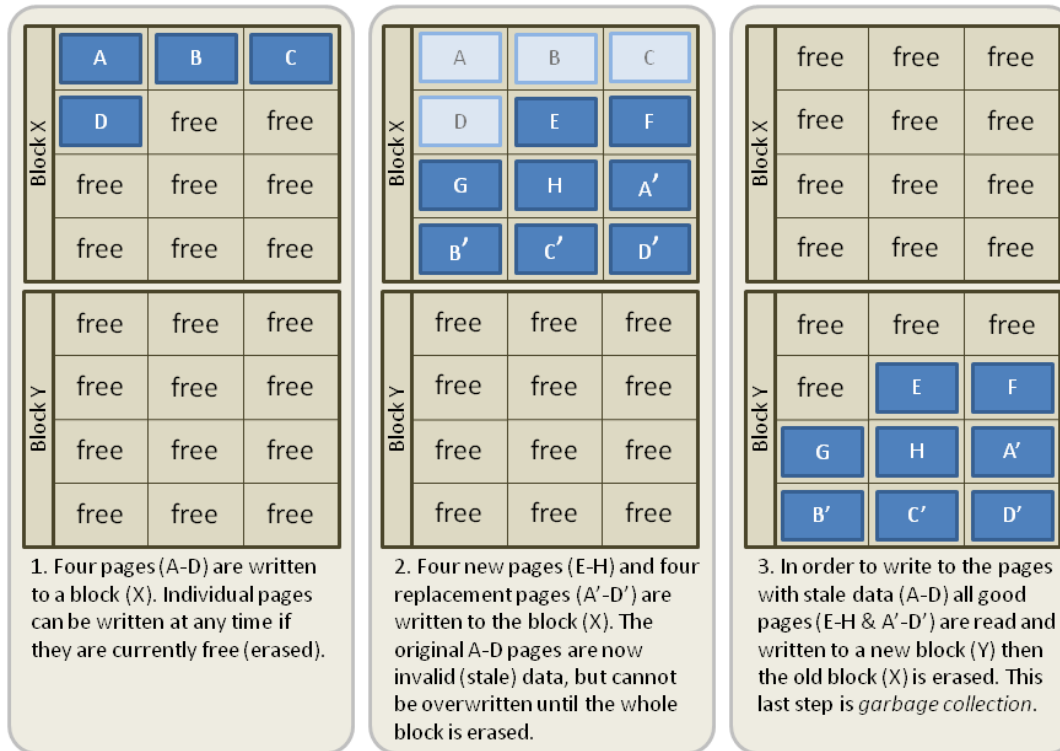 Block X
A B C
D free free
free free free
free free free
Block Y
free free free
free free free
free free free
free free free
1. Four pages (A-D) are written
to a block (X). Individual pages
can be written at any time if
they are currently free (erased).
Block X
A B C
D E F
G H A'
B' C' D'
Block Y
free free free
free free free
free free free
free free free
2. Four new pages (E-H) and four
replacement pages (A'-D') are
written to the block (X). The
original A-D pages are now
invalid (stale) data, but cannot
be overwritten until the whole
block is erased.
Block X
free free free
free free free
free free free
free free free
Block Y
free free free
free E F
G H A'
B' C' D'
3. In order to write to the pages
with stale data (A-D) all good
pages (E-H & A'-D') are read and
written to a new block (Y) then
the old block (X) is erased. This
last step is garbage collection.